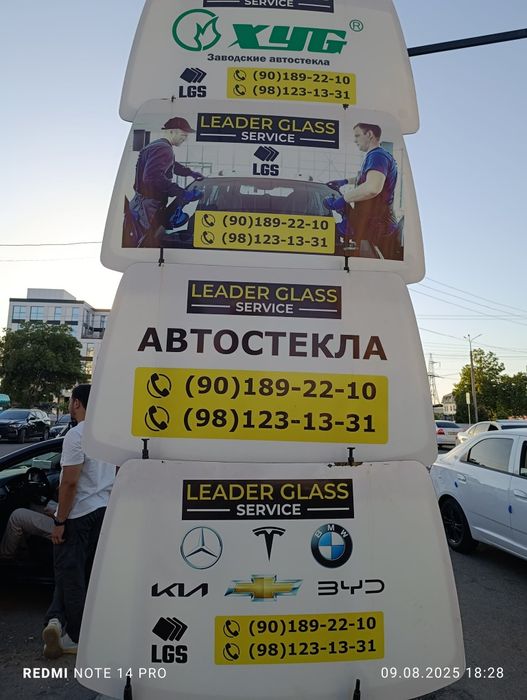 SERVICE
XYG ®
Заводские автостекла
LGS
(90)189-22-10
(98)123-13-31
LEADER GLASS
SERVICE
LGS
(90)189-22-10
(98)123-13-31
LEADER GLASS
SERVICE
АВТОСТЕКЛА
(90)189-22-10
(98)123-13-31
LEADER GLASS
SERVICE
BMW
KIA
BYD
LGS
(90)189-22-10
(98)123-13-31
REDMI NOTE 14 PRO
09.08.2025 18:28